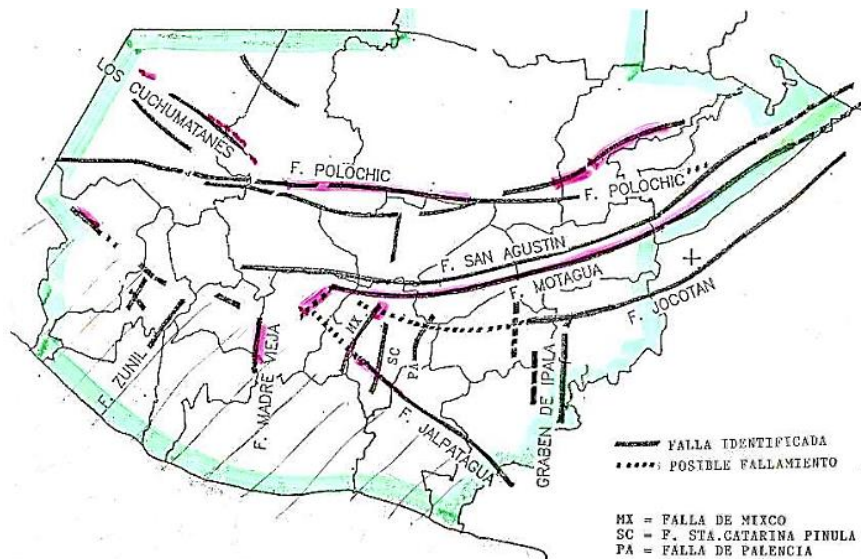 LOS CUCHUMATANES
F. POLOCHIC
F. POLOCHIC
F. SAN AGUSTIN
F. MOTAGUA
F. JOCOTAN
F. ZUNIL
F. MADRE VIEJA
MX
SC
PA
F. JALPATAGUA
GRABEN DE IPALA
FALLA IDENTIFICADA
POSIBLE FALLAMIENTO
MX = FALLA DE MIXCO
SC = F. STA.CATARINA PINULA
PA = FALLA DE PALENCIA